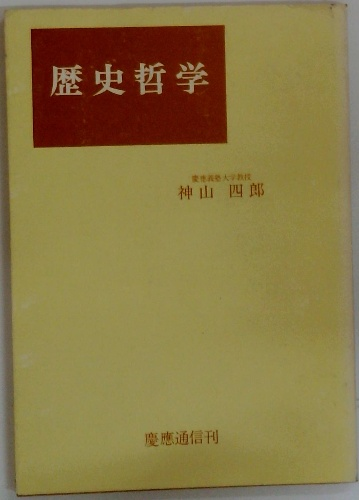 歴史哲学
慶應義塾大学教授
神山四郎
慶應通信刊